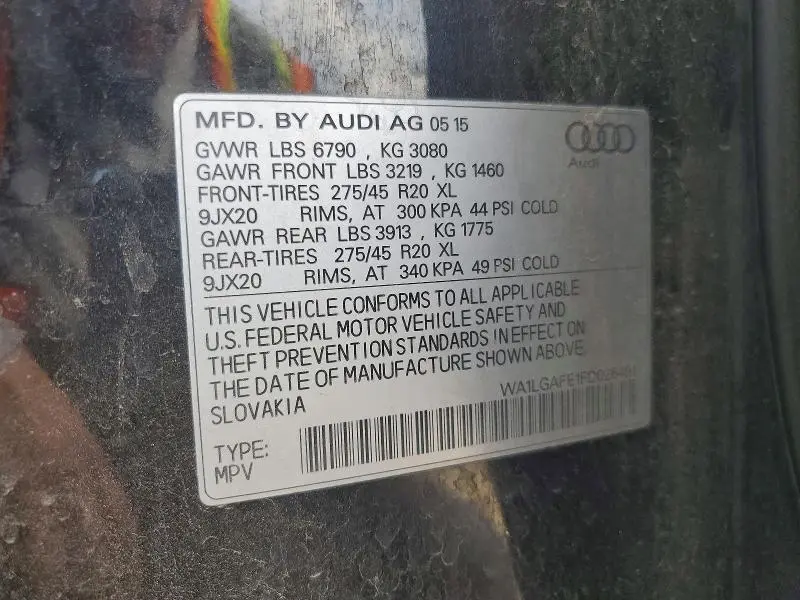 MFD. BY AUDI AG 05 15
GVWR LBS 6790 , KG 3080
GAWR FRONT LBS 3219 , KG 1460
FRONT-TIRES 275/45 R20 XL
9JX20 RIMS, AT 300 KPA 44 PSI COLD
GAWR REAR LBS 3913 , KG 1775
REAR-TIRES 275/45 R20 XL
9JX20 RIMS, AT 340 KPA 49 PSI COLD
Audi
THIS VEHICLE CONFORMS TO ALL APPLICABLE
U.S. FEDERAL MOTOR VEHICLE SAFETY AND
THEFT PREVENTION STANDARDS IN EFFECT ON
THE DATE OF MANUFACTURE SHOWN ABOVE
SLOVAKIA
TYPE:
MPV